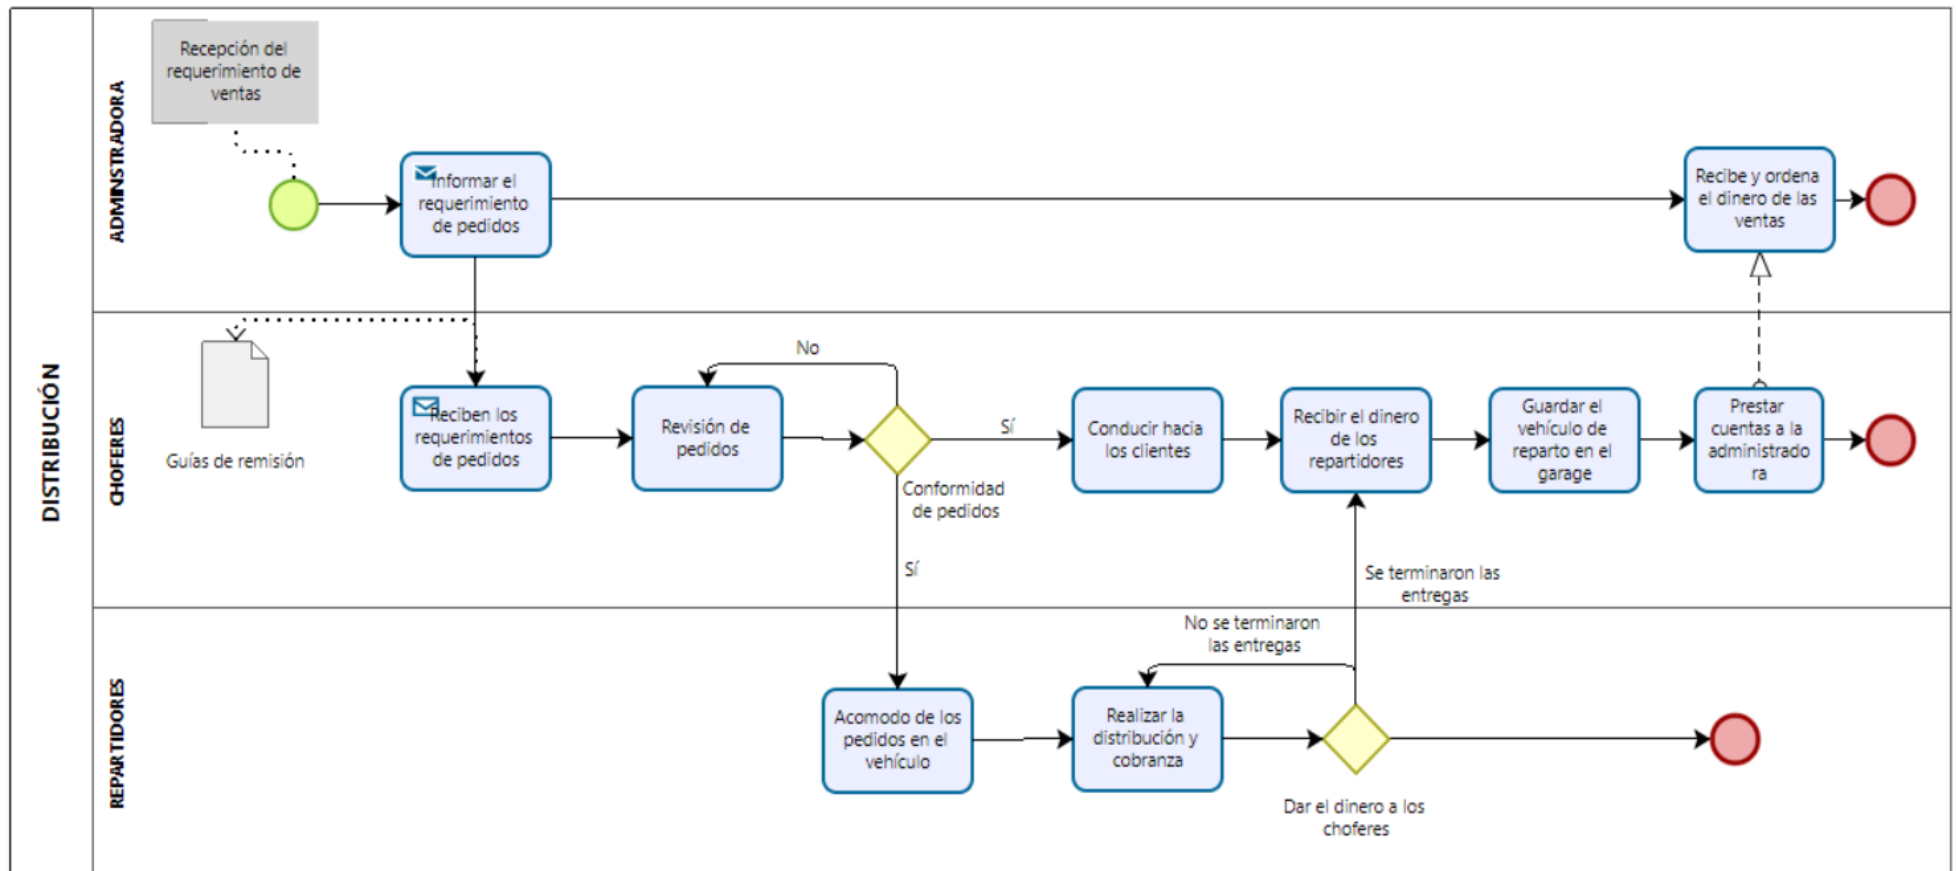 DISTRIBUCIÓN
ADMINSTRADORA
Recepción del
requerimiento de
ventas
Informar el
requerimiento
de pedidos
Recibe y ordena
el dinero de las
ventas
CHOFERES
Guías de remisión
Reciben los
requerimientos
de pedidos
Revisión de
pedidos
No
Conformidad
de pedidos
Sí
Sí
Conducir hacia
los clientes
Recibir el dinero
de los
repartidores
Guardar el
vehículo de
reparto en el
garage
Prestar
cuentas a la
administrado
ra
Se terminaron las
entregas
REPARTIDORES
Acomodo de los
pedidos en el
vehículo
Realizar la
distribución y
cobranza
No se terminaron
las entregas
Dar el dinero a los
choferes